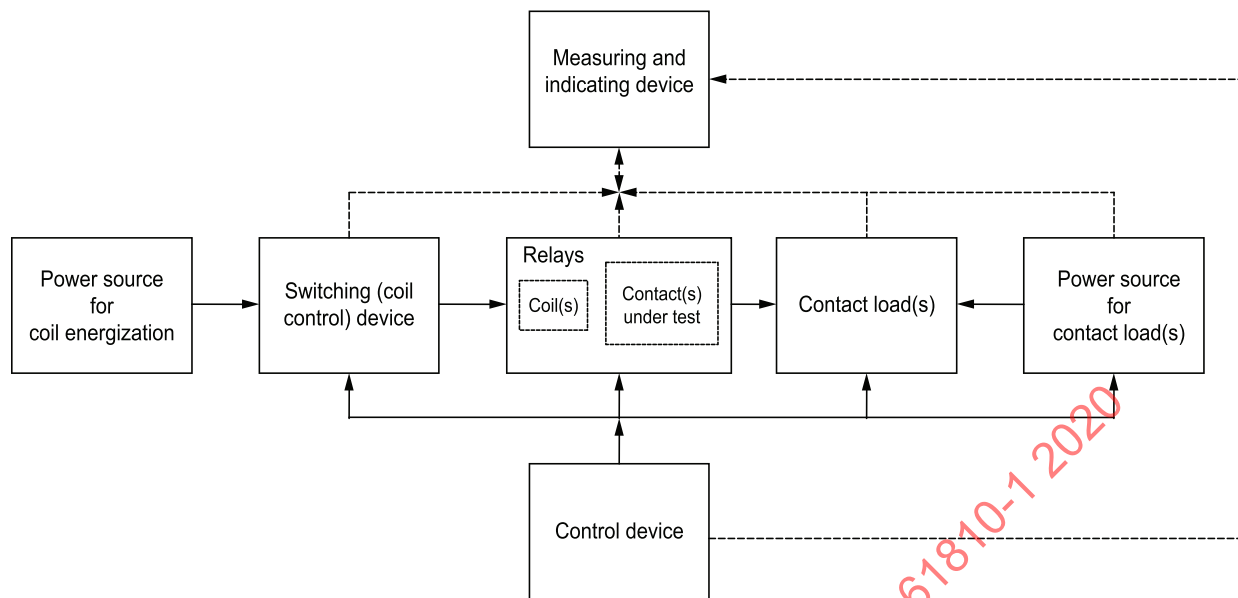 Measuring and
indicating device
Power source
for
coil energization
Switching (coil
control) device
Relays
Coil(s)
Contact(s)
under test
Contact load(s)
Power source
for
contact load(s)
Control device
61810-1 2020